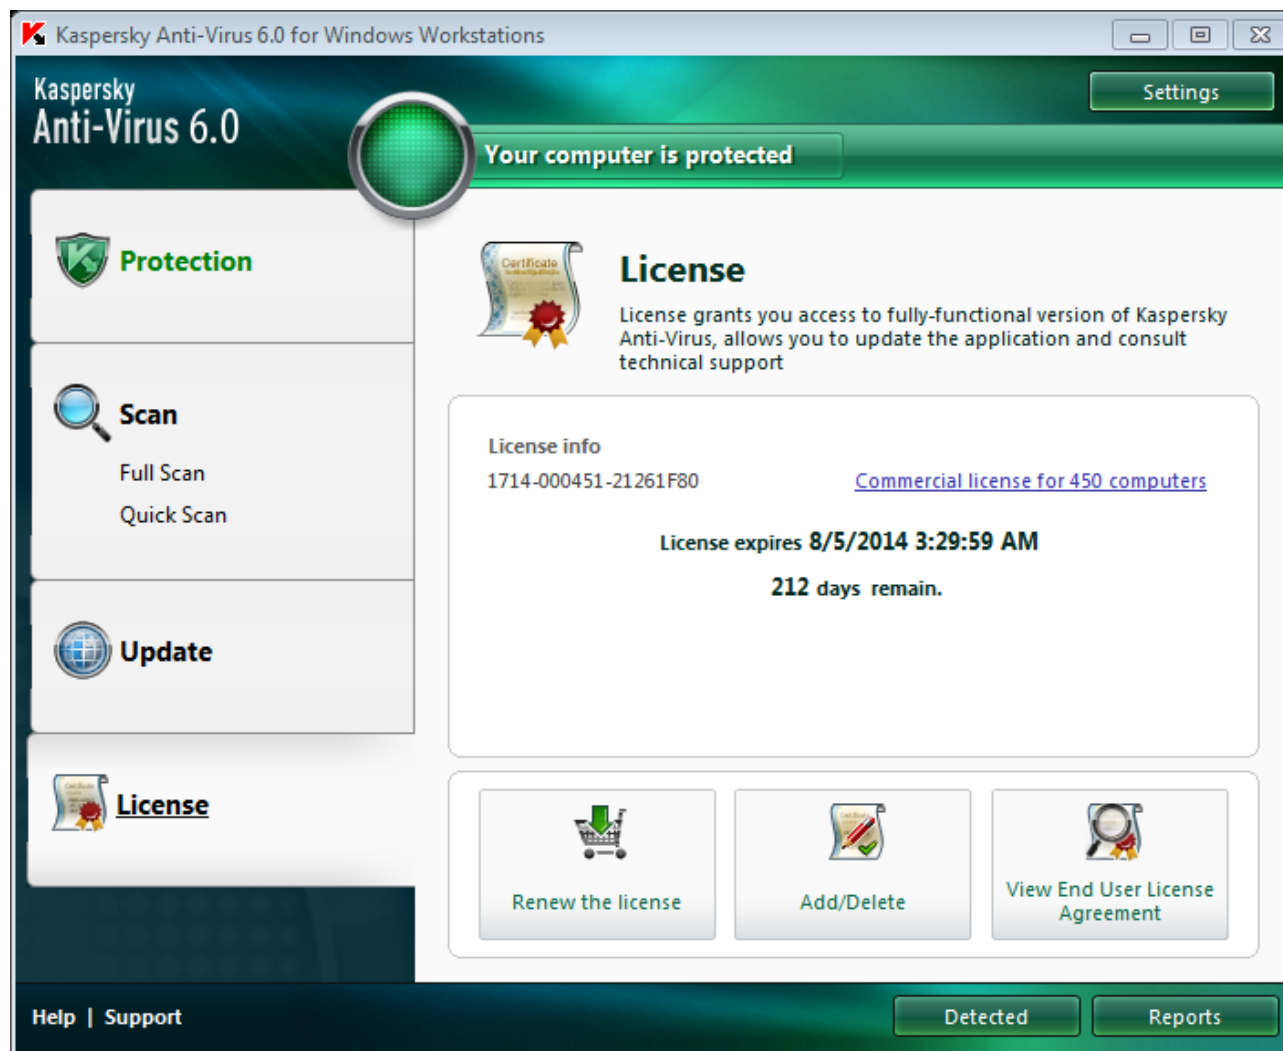 Kaspersky Anti-Virus 6.0 for Windows Workstations
Kaspersky
Anti-Virus 6.0
Settings
Your computer is protected
Protection
Scan
Full Scan
Quick Scan
Update
License
Certificate
License
License grants you access to fully-functional version of Kaspersky
Anti-Virus, allows you to update the application and consult
technical support
License info
1714-000451-21261F80
Commercial license for 450 computers
License expires 8/5/2014 3:29:59 AM
212 days remain.
Renew the license
Add/Delete
View End User License
Agreement
Help | Support
Detected
Reports